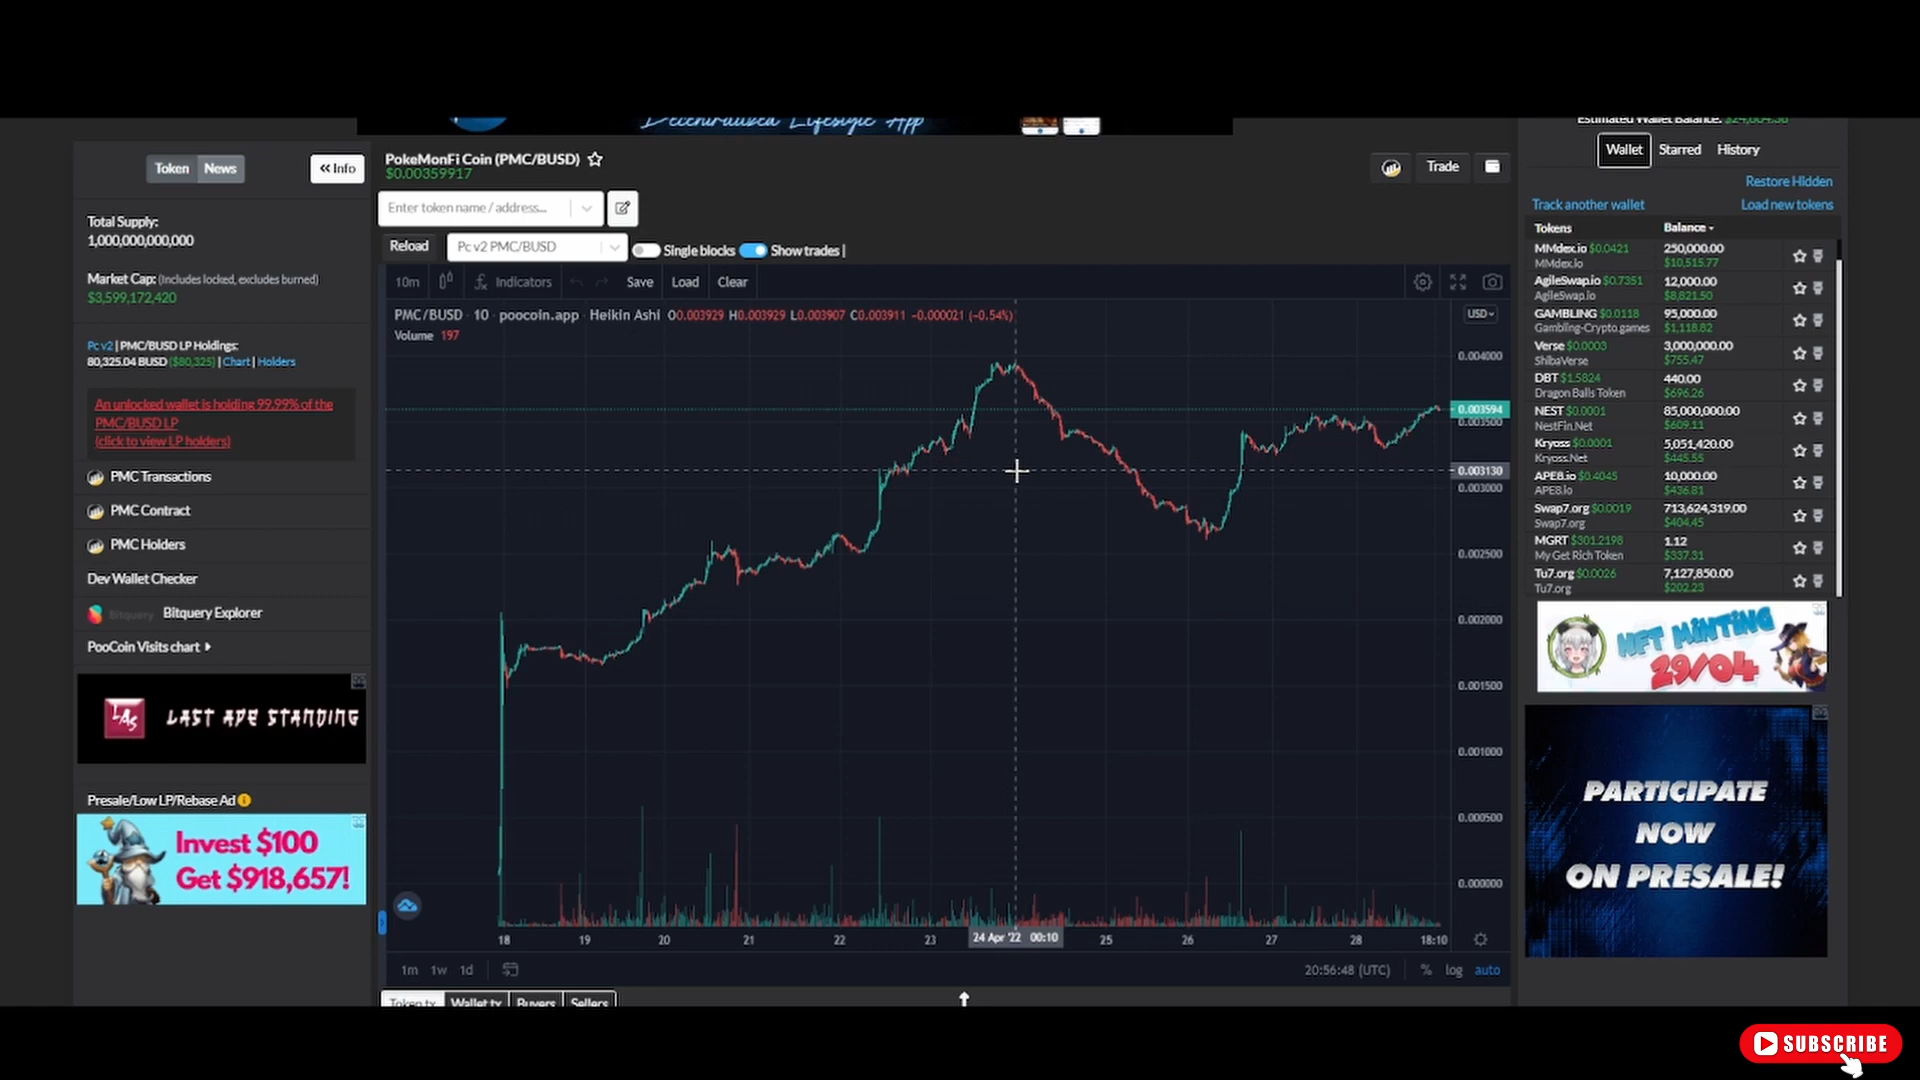 Decentralized Lifestyle App
Token
News
« Info
Total Supply:
1,000,000,000,000
Market Cap: (Includes locked, excludes burned)
$3,599,172,420
Pc v2 | PMC/BUSD LP Holdings:
80,325.04 BUSD ($80,325) | Chart | Holders
An unlocked wallet is holding 99.99% of the
PMC/BUSD LP
(click to view LP holders)
PMC Transactions
PMC Contract
PMC Holders
Dev Wallet Checker
Bitquery Bitquery Explorer
PooCoin Visits chart
LAS LAST APE STANDING
Presale/Low LP/Rebase Ad
Invest $100
Get $918,657!
PokeMonFi Coin (PMC/BUSD)
$0.00359917
Trade
Enter token name / address...
Reload
Pc v2 PMC/BUSD
Single blocks
Show trades |
10m
Indicators
Save
Load
Clear
PMC/BUSD · 10 · poocoin.app · Heikin Ashi O0.003929 H0.003929 L0.003907 C0.003911 -0.000021 (-0.54%)
Volume 197
USD
0.004000
0.003594
0.003500
0.003130
0.003000
0.002500
0.002000
0.001500
0.001000
0.000500
0.000000
18 19 20 21 22 23 24 Apr '22 00:10 25 26 27 28 18:10
1m 1w 1d
20:56:48 (UTC)
% log auto
Token tx
Wallet tx
Buyers
Sellers
Estimated Wallet Balance:
Wallet
Starred
History
Restore Hidden
Track another wallet
Load new tokens
Tokens Balance
MMdex.io $0.0421 250,000.00
MMdex.io $10,515.77
AgileSwap.io $0.7351 12,000.00
AgileSwap.io $8,821.50
GAMBLING $0.0118 95,000.00
Gambling-Crypto.games $1,118.82
Verse $0.0003 3,000,000.00
ShibaVerse $755.47
DBT $1.5824 440.00
Dragon Balls Token $696.26
NEST $0.0001 85,000,000.00
NestFin.Net $609.11
Kryoss $0.0001 5,051,420.00
Kryoss.Net $445.55
APE8.io $0.4045 10,000.00
APE8.io $436.81
Swap7.org $0.0019 713,624,319.00
Swap7.org $404.45
MGRT $301.2198 1.12
My Get Rich Token $337.31
Tu7.org $0.0026 7,127,850.00
Tu7.org $202.23
NFT MINTING
29/04
PARTICIPATE
NOW
ON PRESALE!
SUBSCRIBE